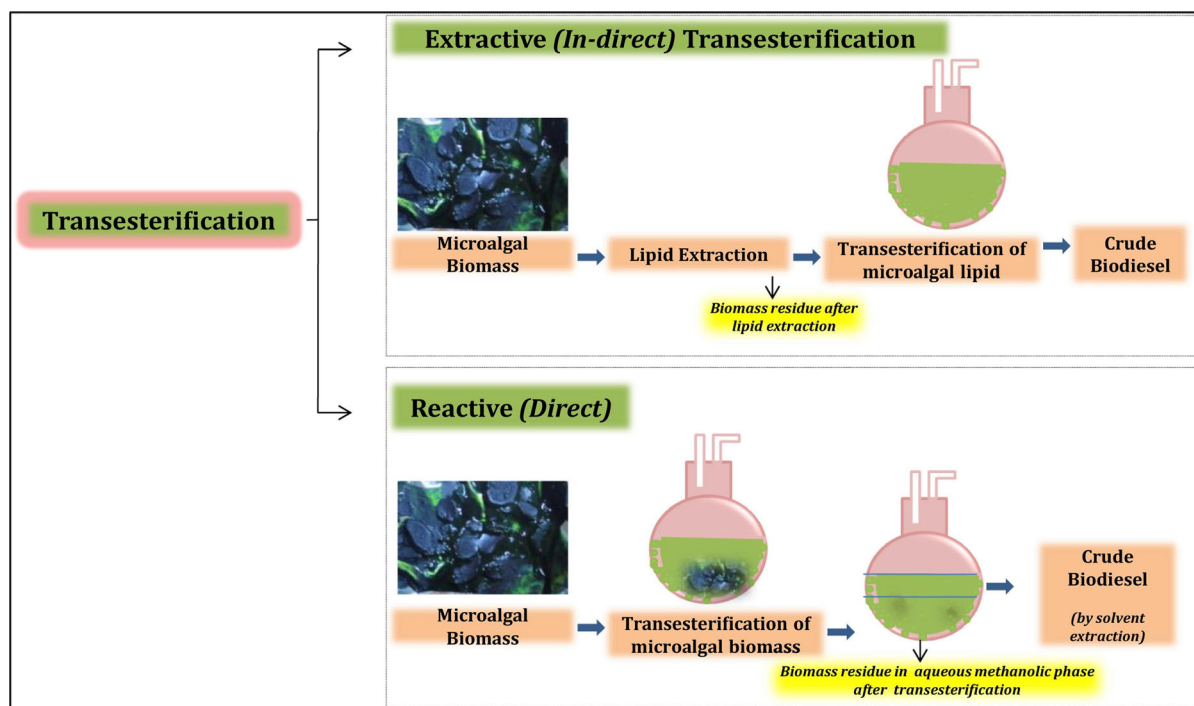 Transesterification
Extractive (In-direct) Transesterification
Microalgal
Biomass
Lipid Extraction
Transesterification of
microalgal lipid
Crude
Biodiesel
Biomass residue after
lipid extraction
Reactive (Direct)
Microalgal
Biomass
Transesterification of
microalgal biomass
Crude
Biodiesel
(by solvent
extraction)
Biomass residue in aqueous methanolic phase
after transesterification